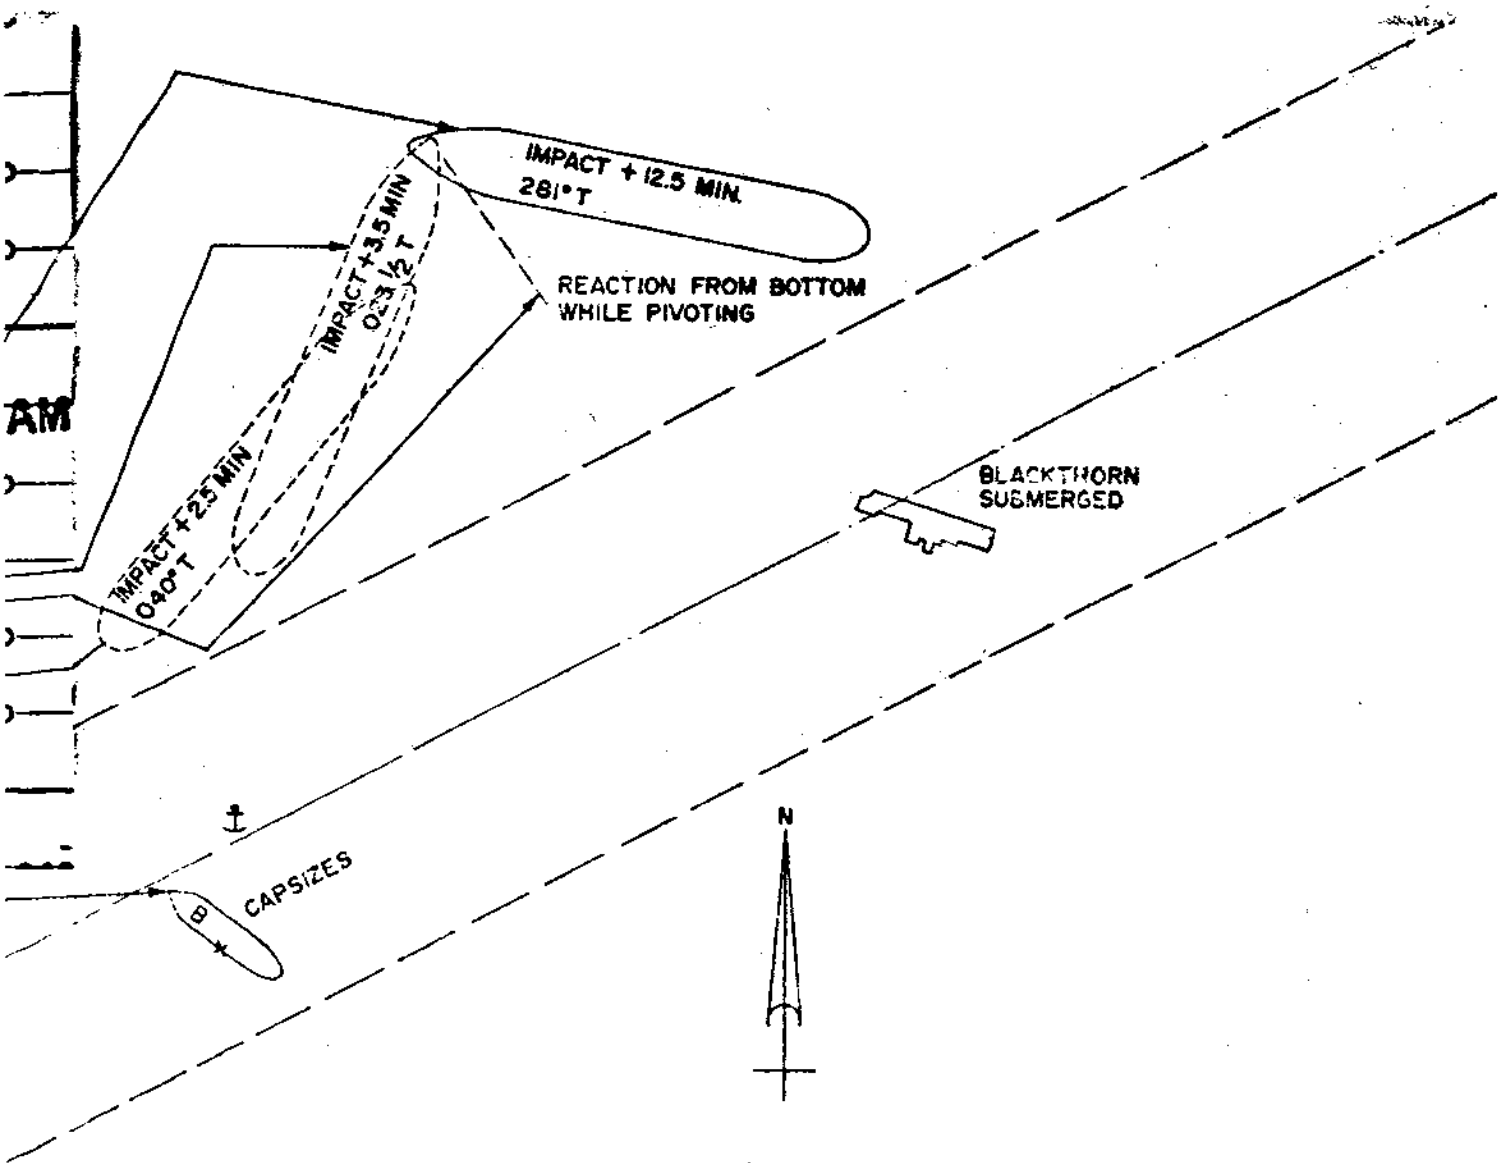 IMPACT + 12.5 MIN.
281° T
IMPACT + 3.5 MIN
023 1/2 T
REACTION FROM BOTTOM
WHILE PIVOTING
AM
IMPACT + 2.5 MIN
040° T
BLACKTHORN
SUBMERGED
N
CAPSIZES
B